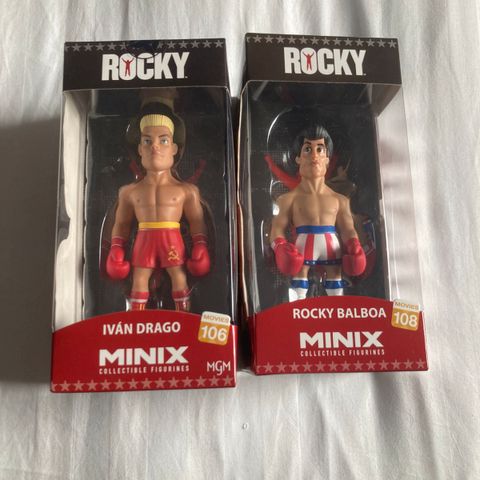 ROCKY
IVÁN DRAGO
MOVIES
106
MINIX
COLLECTIBLE FIGURINES
MGM
ROCKY
ROCKY BALBOA
MOVIES
108
MINIX
COLLECTIBLE FIGURINES